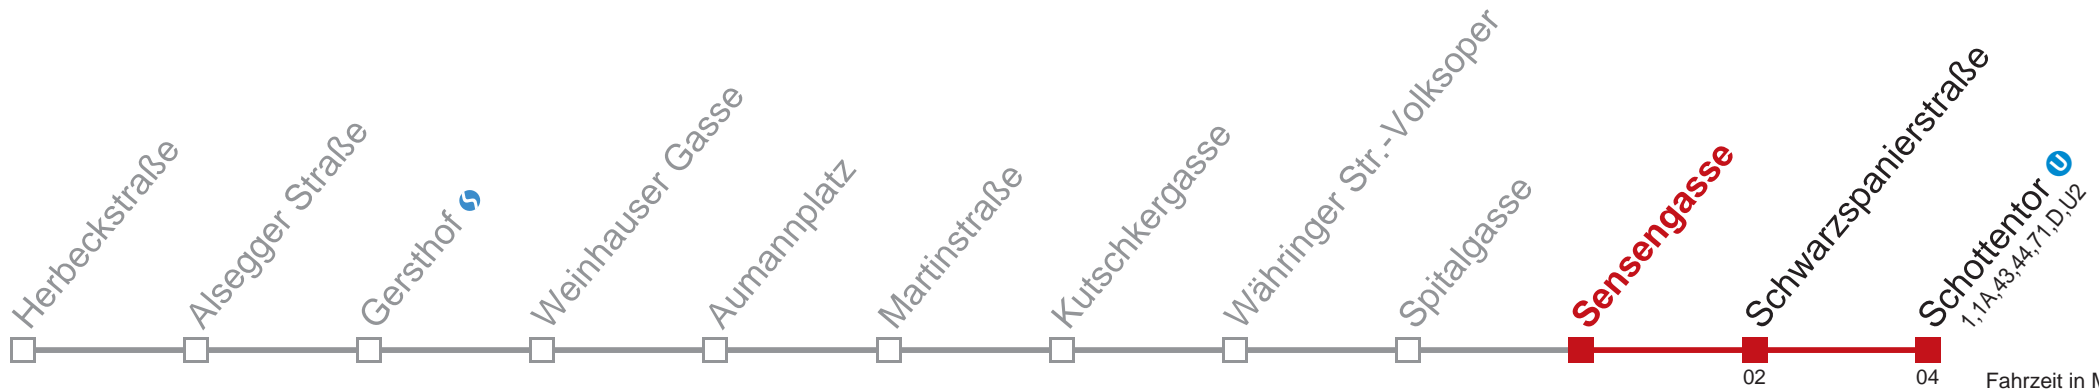 Herbeckstraße
Alsegger Straße
Gersthof
Weinhauser Gasse
Aumannplatz
Martinstraße
Kutschkergasse
Währinger Str.-Volksoper
Spitalgasse
Sensengasse
Schwarzspanierstraße
Schottentor U
1,1A,43,44,71,D,U2
02
04
Fahrzeit in M